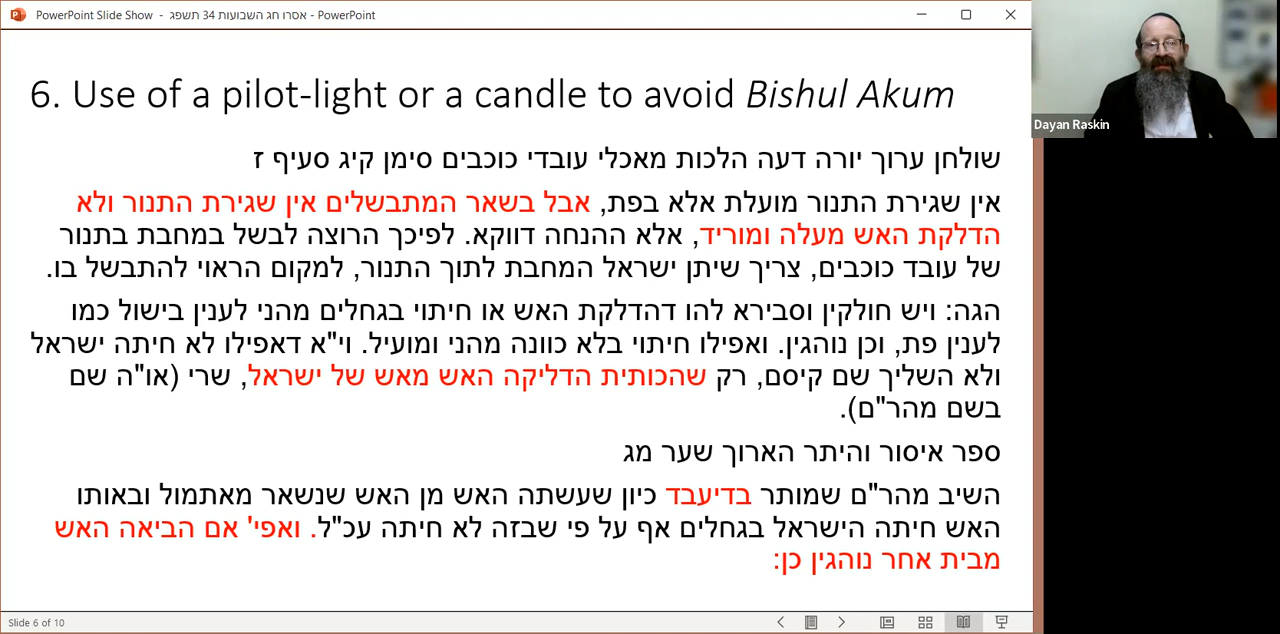 PowerPoint Slide Show - אסרו חג השבועות 34 תשפג - PowerPoint
Dayan Raskin
6. Use of a pilot-light or a candle to avoid Bishul Akum
שולחן ערוך יורה דעה הלכות מאכלי עובדי כוכבים סימן קיג סעיף ז
אין שגירת התנור מועלת אלא בפת, אבל בשאר המתבשלים אין שגירת התנור ולא
הדלקת האש מעלה ומוריד, אלא ההנחה דווקא. לפיכך הרוצה לבשל במחבת בתנור
של עובד כוכבים, צריך שיתן ישראל המחבת לתוך התנור, למקום הראוי להתבשל בו.
הגה: ויש חולקין וסבירא להו דהדלקת האש או חיתוי בגחלים מהני לענין בישול כמו
לענין פת, וכן נוהגין. ואפילו חיתוי בלא כוונה מהני ומועיל. וי"א דאפילו לא חיתה ישראל
ולא השליך שם קיסם, רק שהכותית הדליקה האש מאש של ישראל, שרי (או"ה שם
בשם מהר"ם).
ספר איסור והיתר הארוך שער מג
השיב מהר"ם שמותר בדיעבד כיון שעשתה האש מן האש שנשאר מאתמול ובאותו
האש חיתה הישראל בגחלים אף על פי שבזה לא חיתה עכ"ל. ואפי' אם הביאה האש
מבית אחר נוהגין כן:
Slide 6 of 10